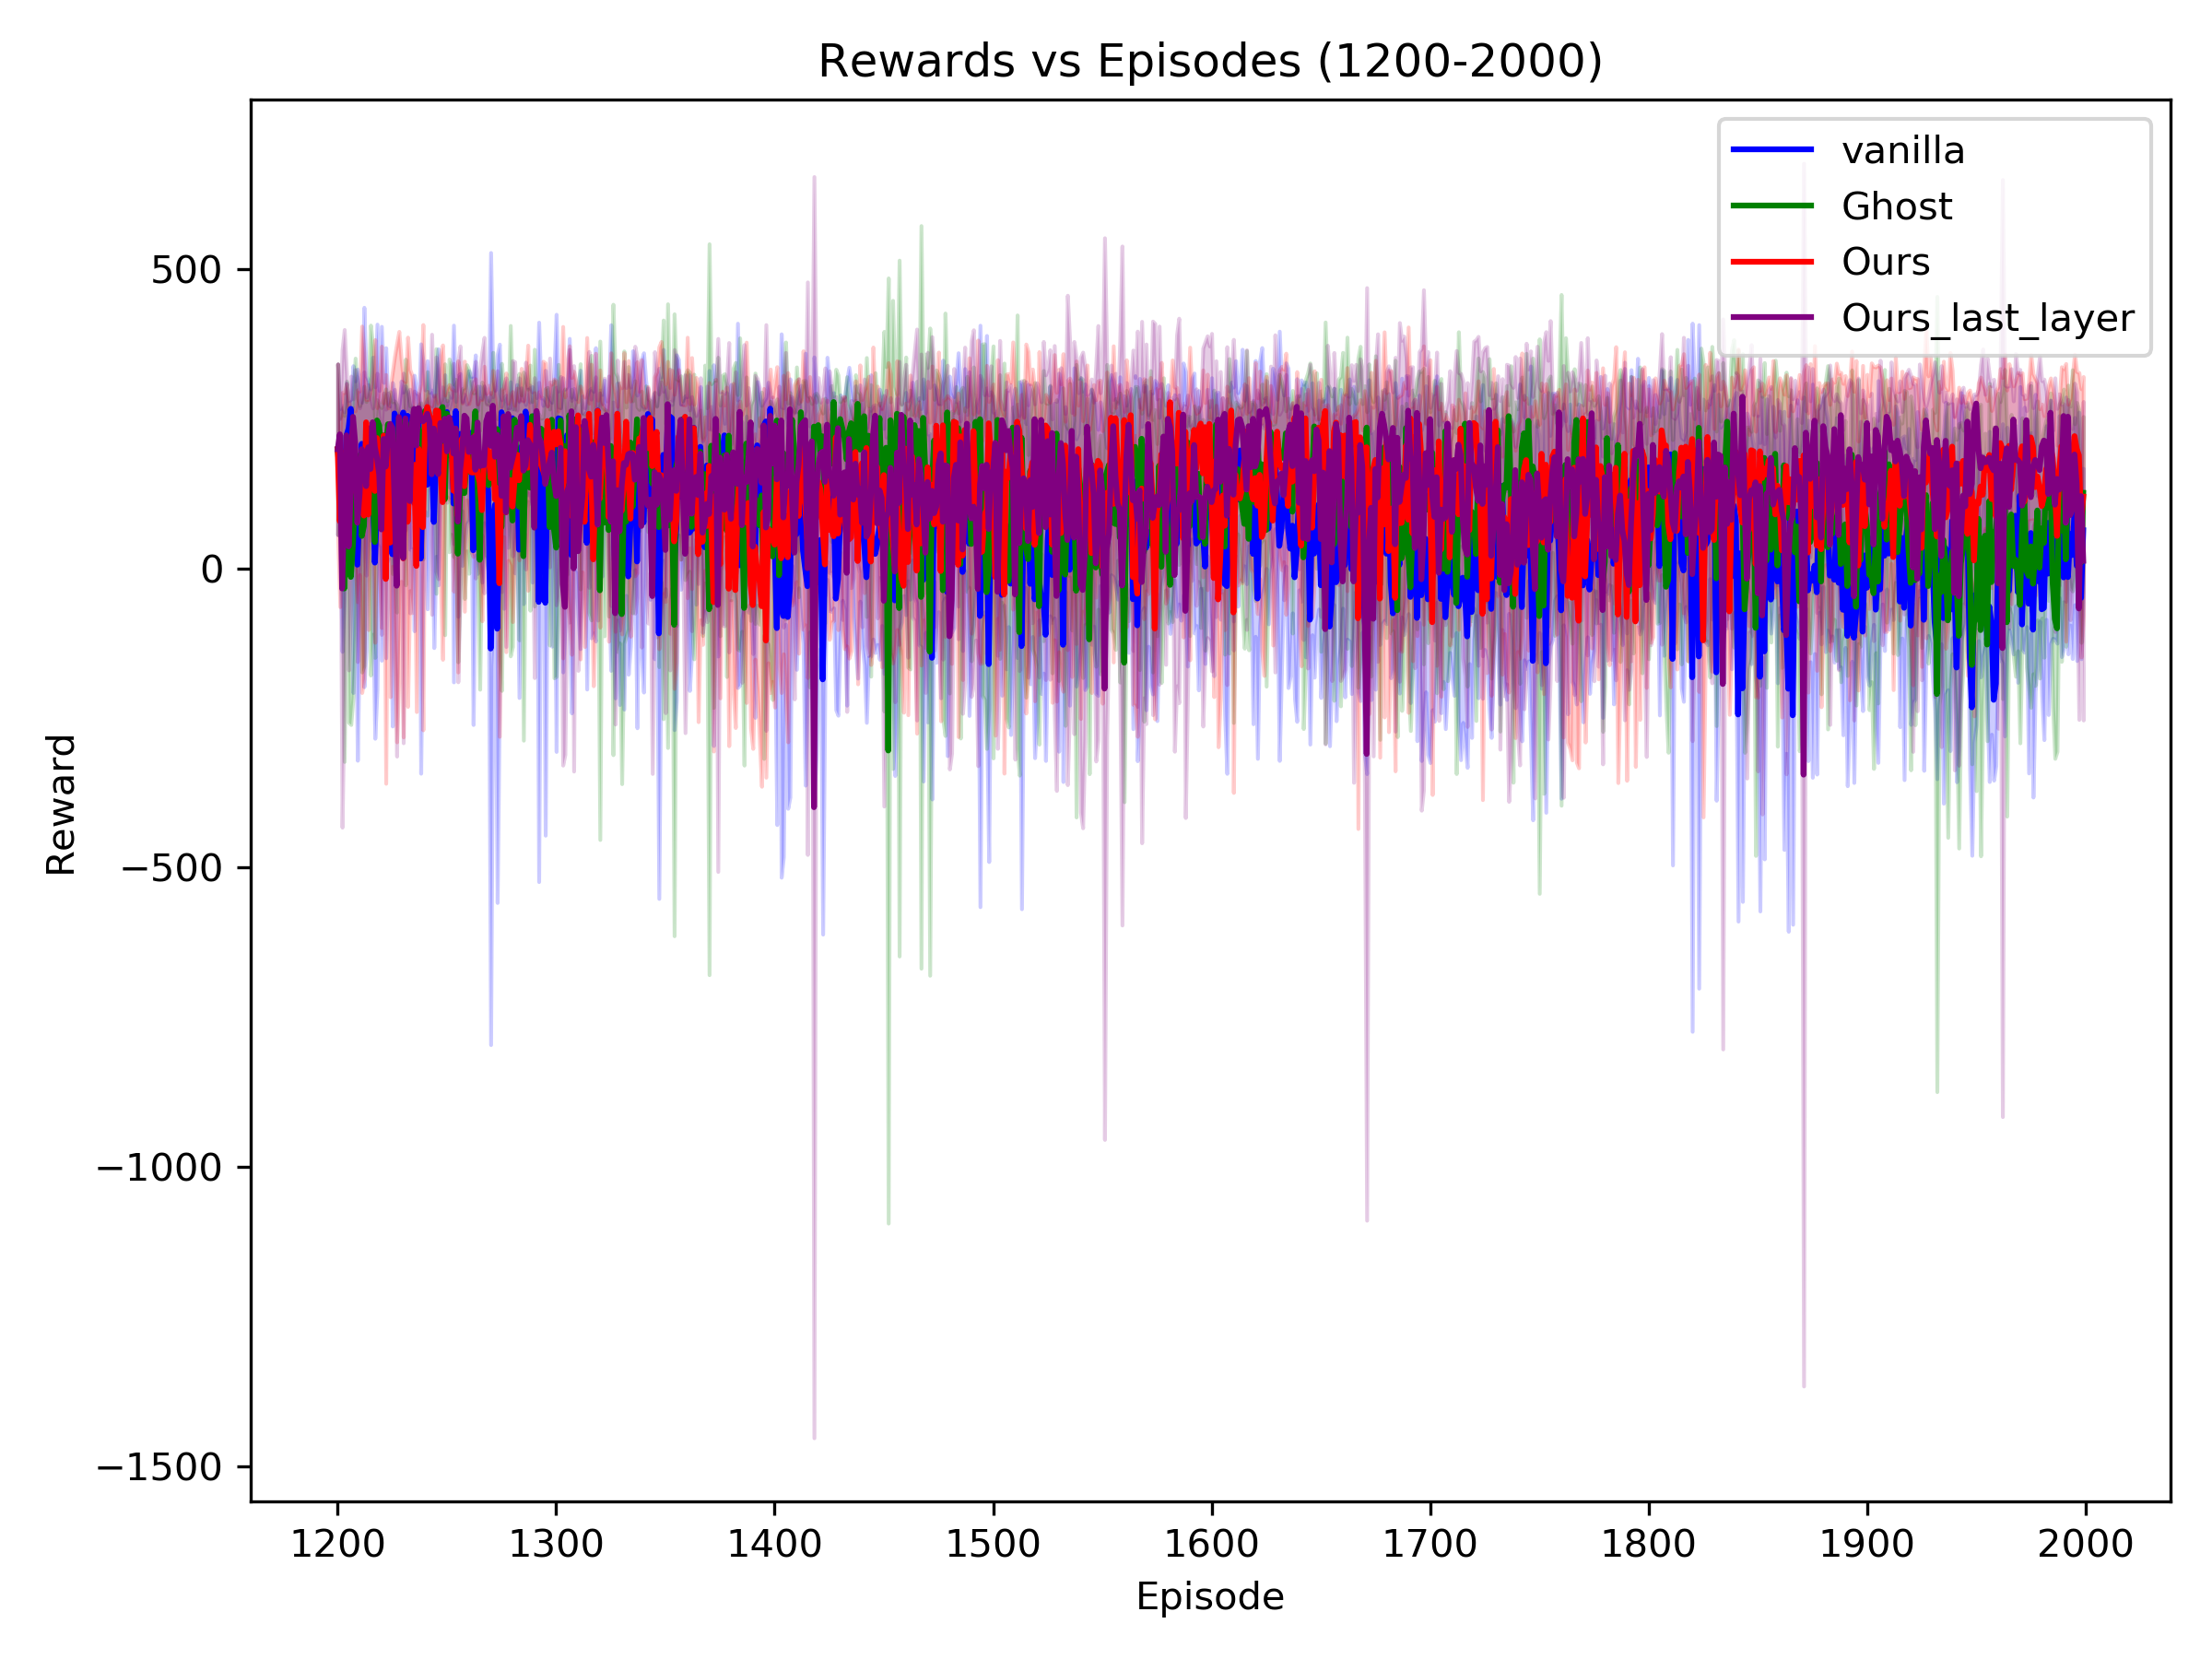 Rewards vs Episodes (1200-2000)
vanilla
Ghost
Ours
Ours_last_layer
Reward
500
0
−500
−1000
−1500
1200 1300 1400 1500 1600 1700 1800 1900 2000
Episode